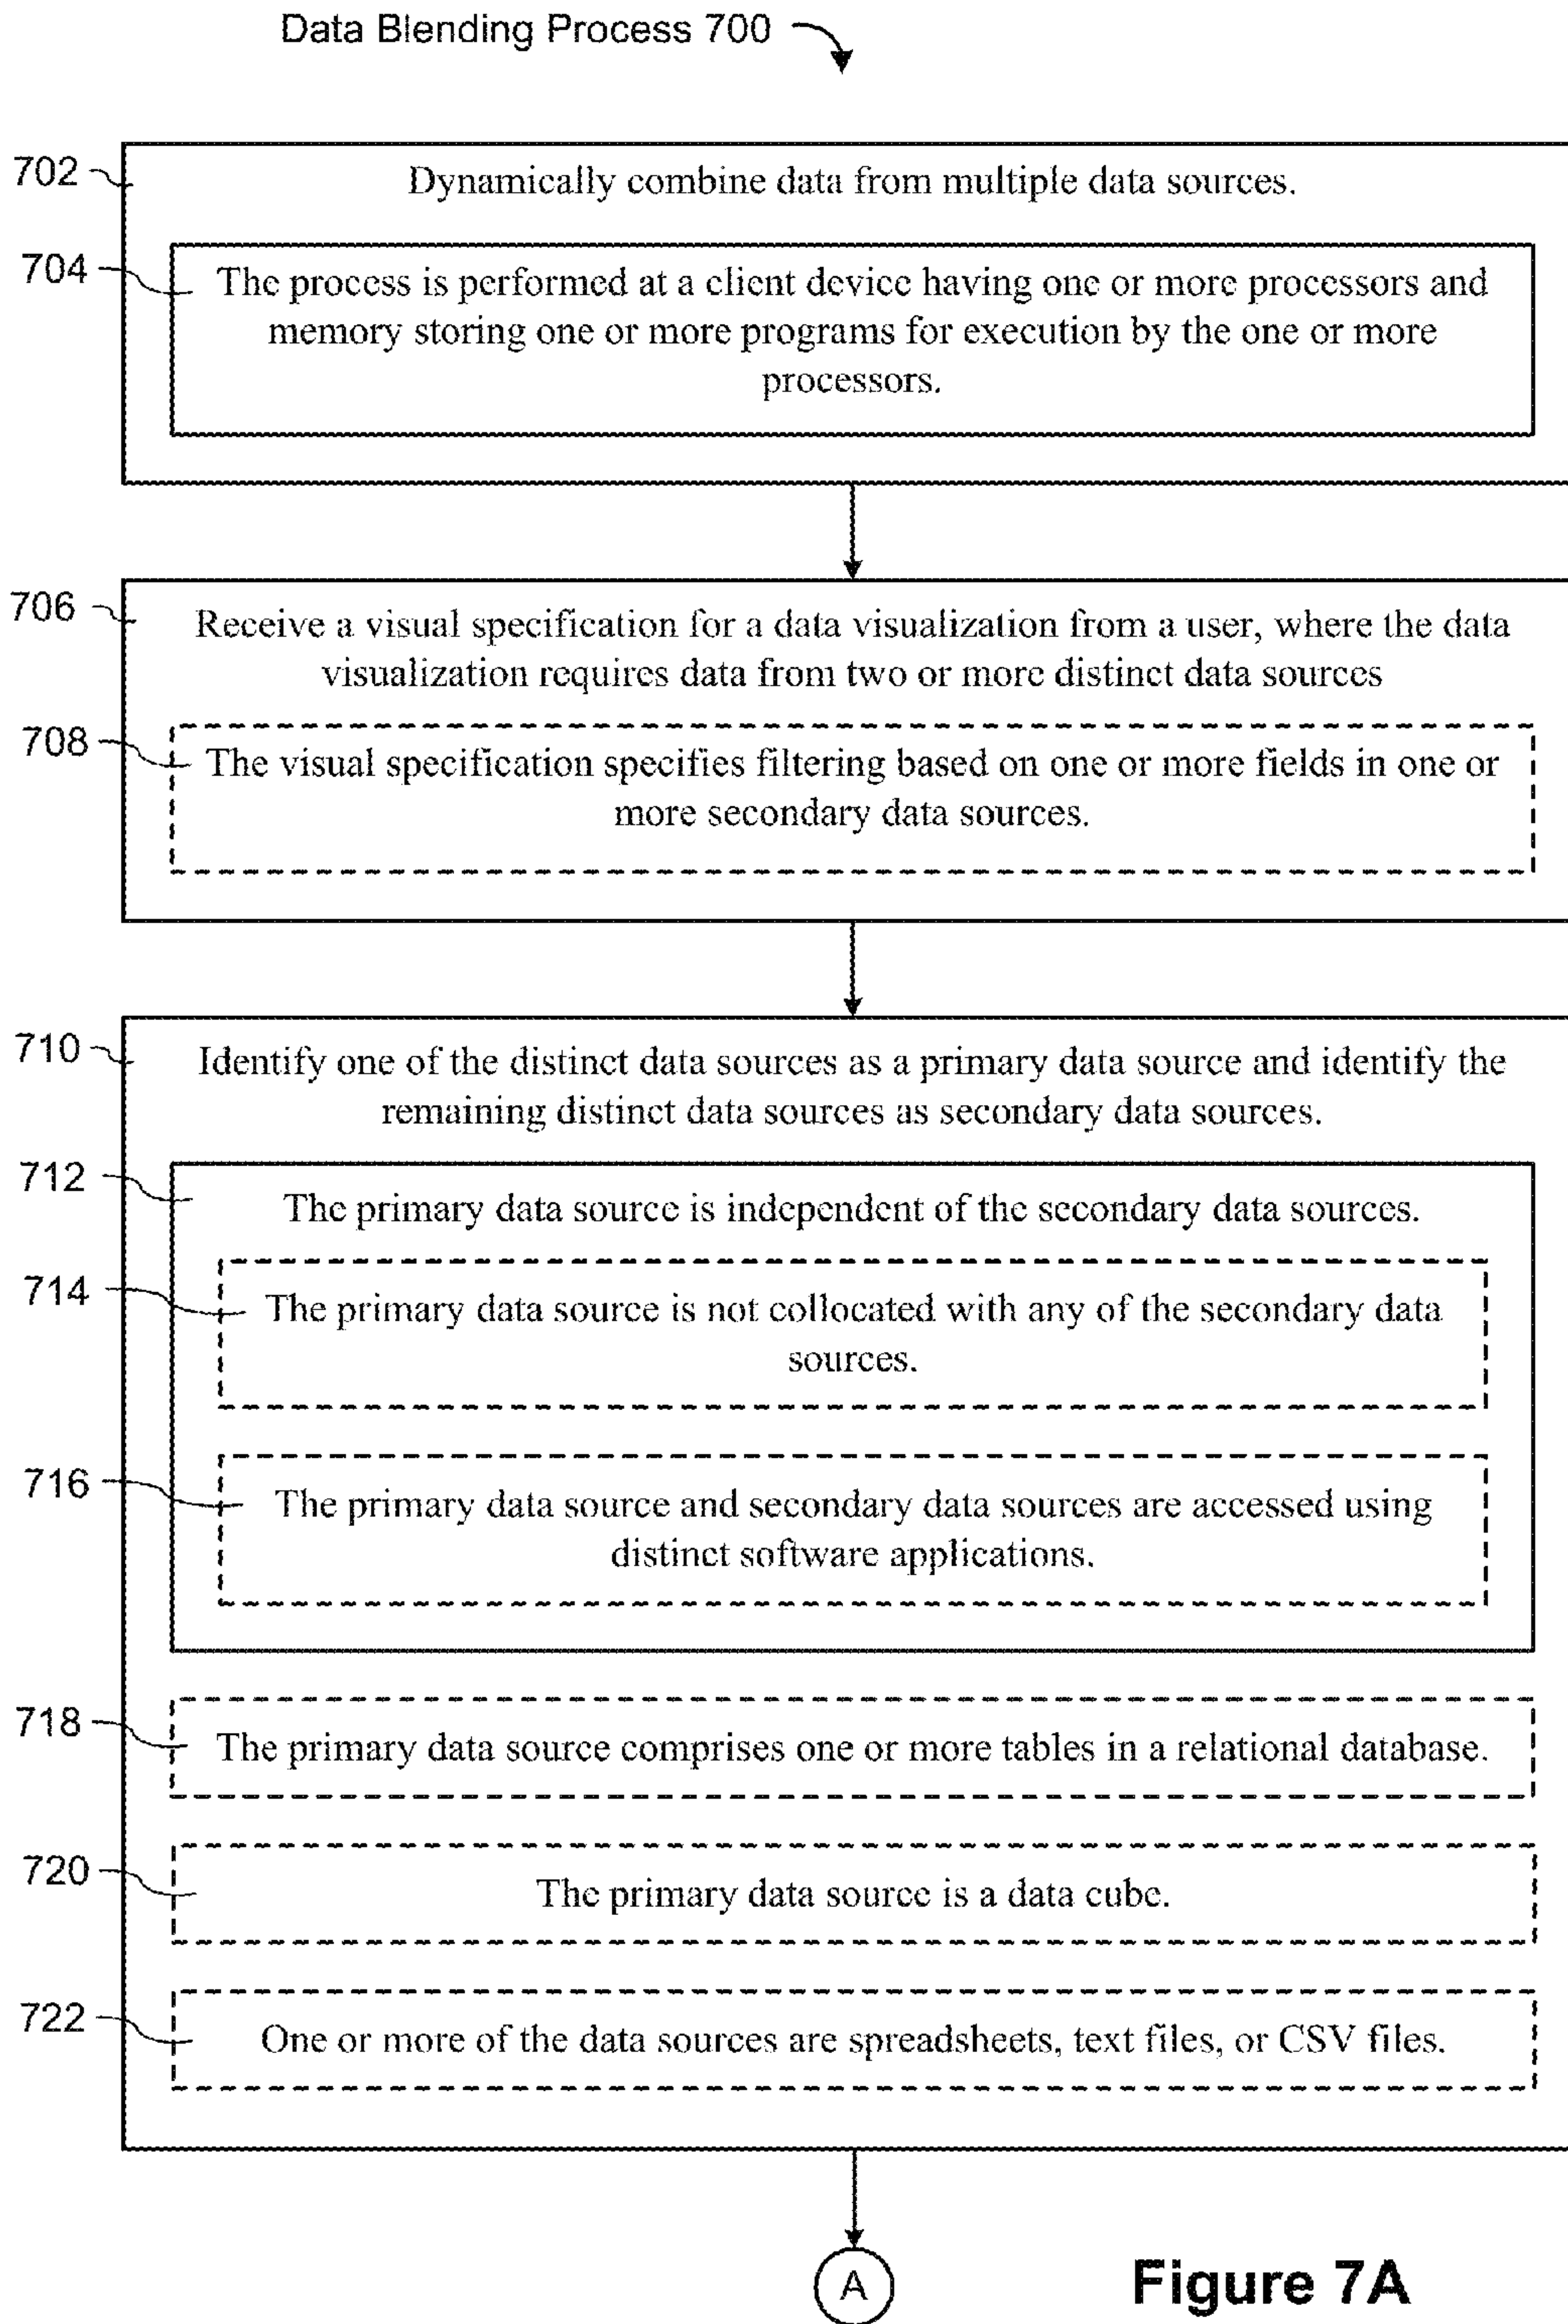 Data Blending Process 700
702
Dynamically combine data from multiple data sources.
704
The process is performed at a client device having one or more processors and
memory storing one or more programs for execution by the one or more
processors.
706
Receive a visual specification for a data visualization from a user, where the data
visualization requires data from two or more distinct data sources
708
The visual specification specifies filtering based on one or more fields in one or
more secondary data sources.
710
Identify one of the distinct data sources as a primary data source and identify the
remaining distinct data sources as secondary data sources.
712
The primary data source is independent of the secondary data sources.
714
The primary data source is not collocated with any of the secondary data
sources.
716
The primary data source and secondary data sources are accessed using
distinct software applications.
718
The primary data source comprises one or more tables in a relational database.
720
The primary data source is a data cube.
722
One or more of the data sources are spreadsheets, text files, or CSV files.
A
Figure 7A